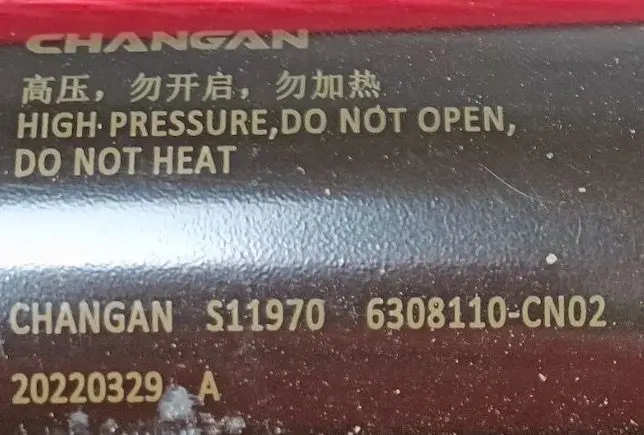 CHANGAN
高压，勿开启，勿加热
HIGH PRESSURE,DO NOT OPEN,
DO NOT HEAT
CHANGAN S11970 6308110-CN02
20220329 A